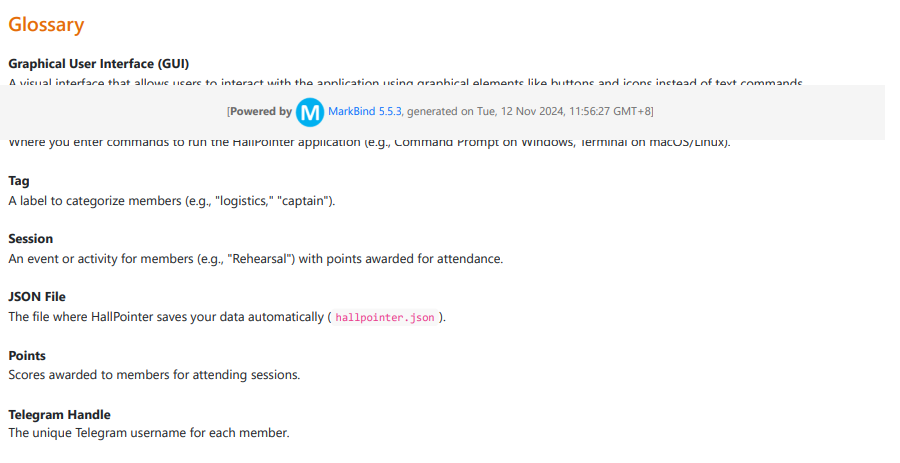 Glossary
Graphical User Interface (GUI)
A visual interface that allows users to interact with the application using graphical elements like buttons and icons instead of text commands.
[Powered by MarkBind 5.5.3, generated on Tue, 12 Nov 2024, 11:56:27 GMT+8]
Where you enter commands to run the HallPointer application (e.g., Command Prompt on Windows, Terminal on macOS/Linux).
Tag
A label to categorize members (e.g., "logistics," "captain").
Session
An event or activity for members (e.g., "Rehearsal") with points awarded for attendance.
JSON File
The file where HallPointer saves your data automatically ( hallpointer.json ).
Points
Scores awarded to members for attending sessions.
Telegram Handle
The unique Telegram username for each member.